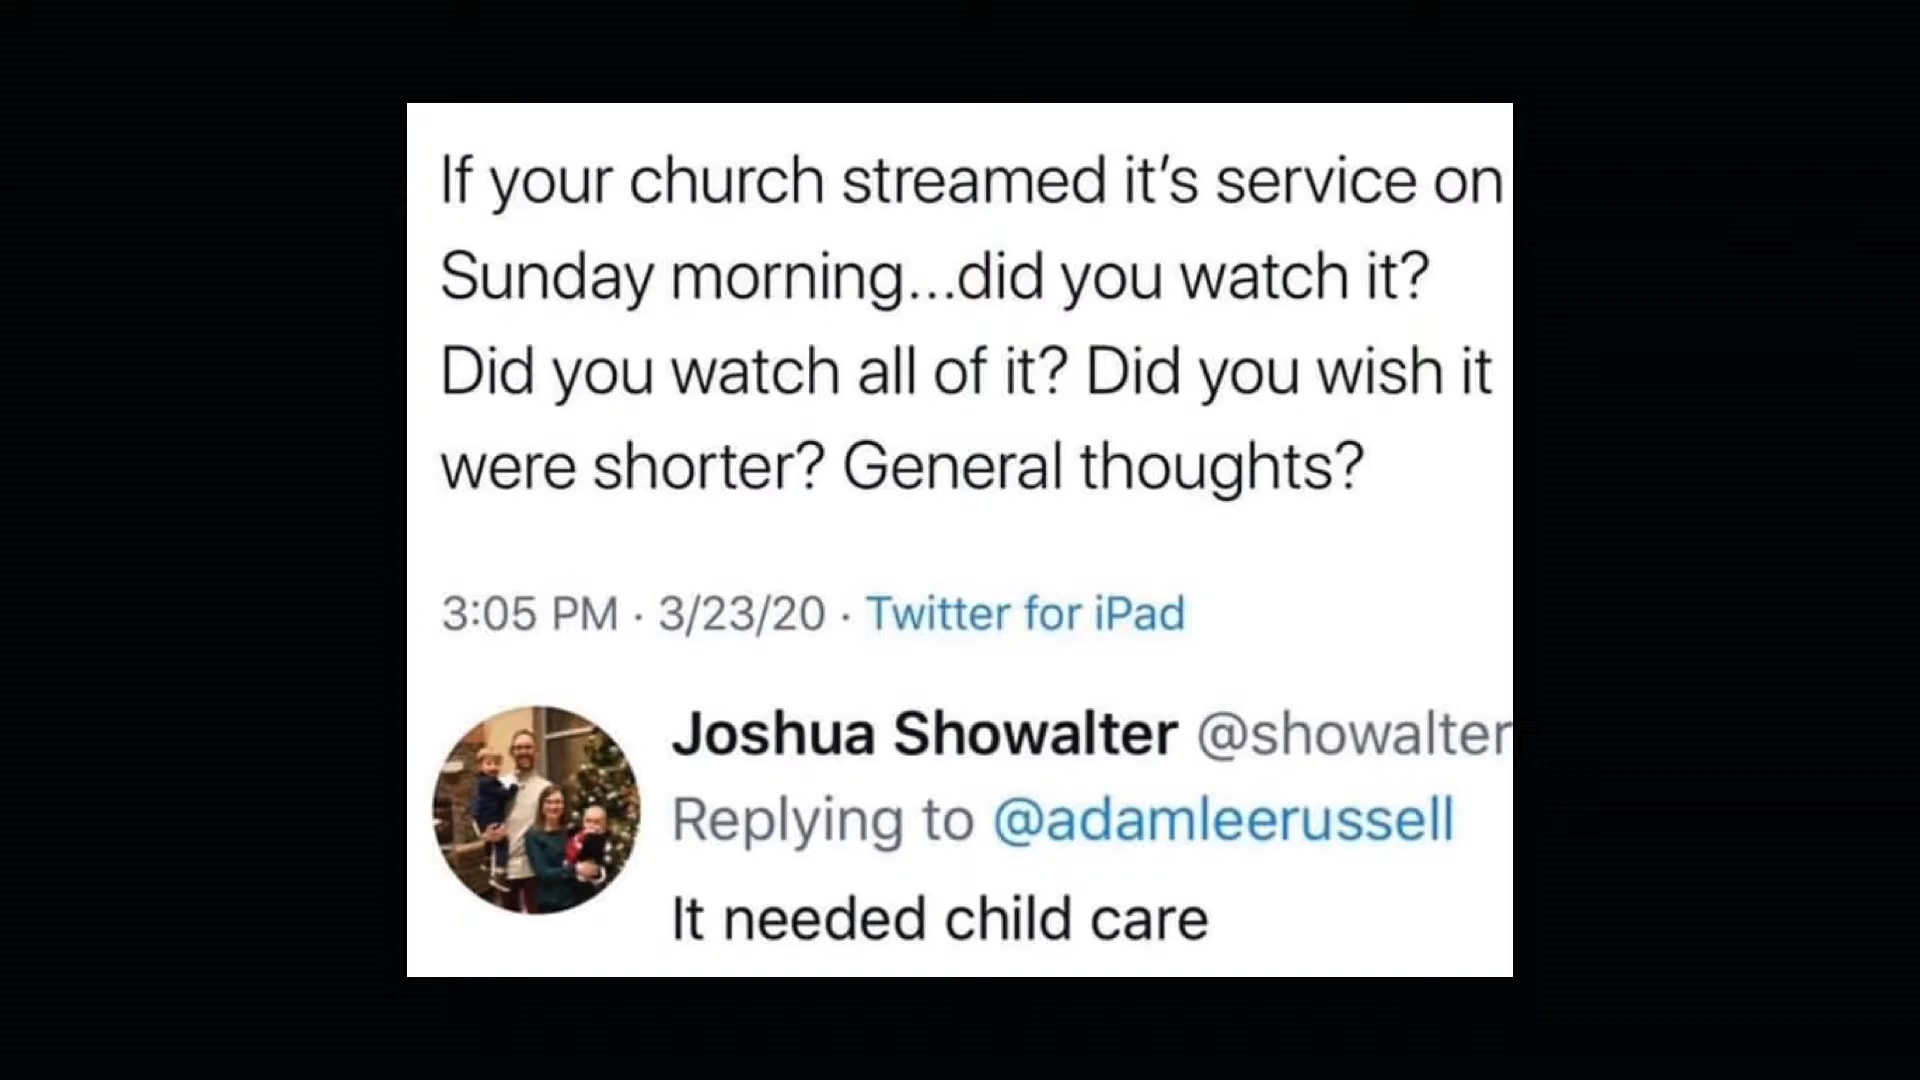 If your church streamed it's service on
Sunday morning...did you watch it?
Did you watch all of it? Did you wish it
were shorter? General thoughts?
3:05 PM · 3/23/20 · Twitter for iPad
Joshua Showalter @showalter
Replying to @adamleerussell
It needed child care